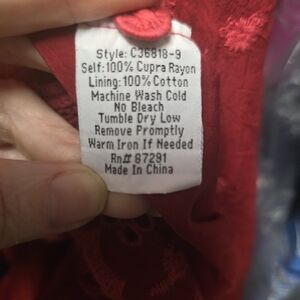 Style: C36818-9
Self: 100% Cupra Rayon
Lining: 100% Cotton
Machine Wash Cold
No Bleach
Tumble Dry Low
Remove Promptly
Warm Iron If Needed
Rn# 87291
Made In China